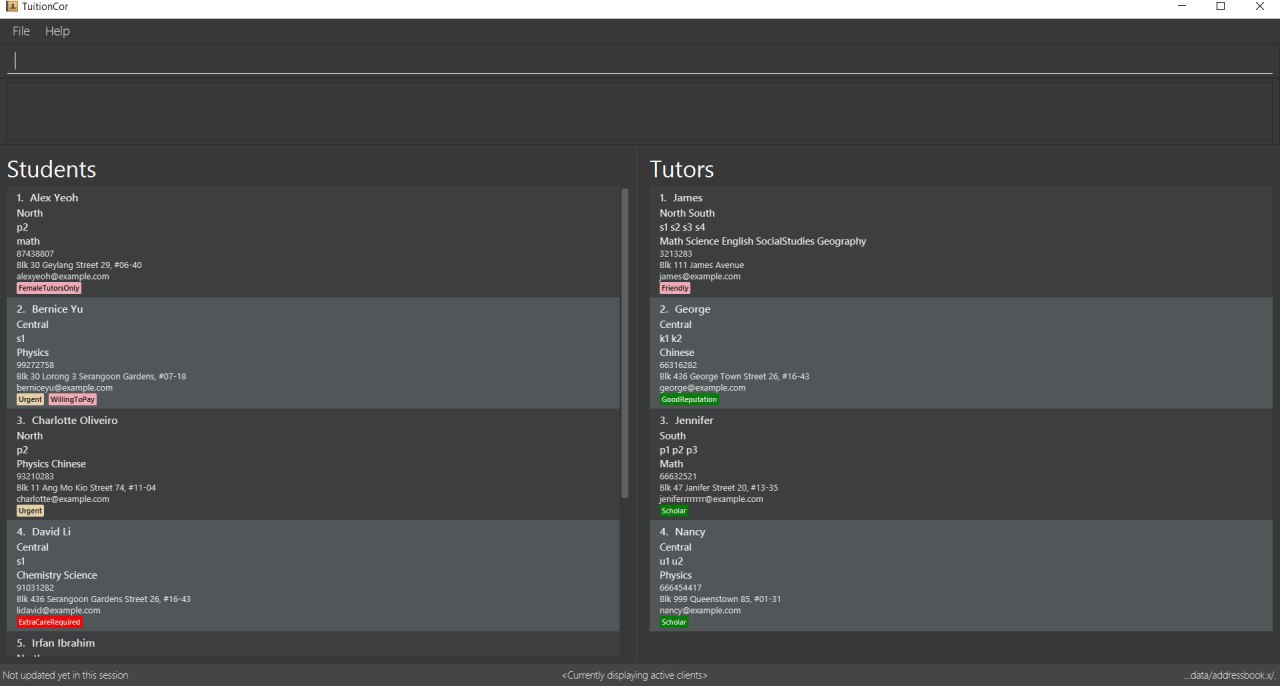 TuitionCor
File Help
Students
1. Alex Yeoh
North
p2
math
87438807
Blk 30 Geylang Street 29, #06-40
alexyeoh@example.com
FemaleTutorsOnly
2. Bernice Yu
Central
s1
Physics
99272758
Blk 30 Lorong 3 Serangoon Gardens, #07-18
berniceyu@example.com
Urgent WillingToPay
3. Charlotte Oliveiro
North
p2
Physics Chinese
93210283
Blk 11 Ang Mo Kio Street 74, #11-04
charlotte@example.com
Urgent
4. David Li
Central
s1
Chemistry Science
91031282
Blk 436 Serangoon Gardens Street 26, #16-43
lidavid@example.com
ExtraCareRequired
5. Irfan Ibrahim
Tutors
1. James
North South
s1 s2 s3 s4
Math Science English SocialStudies Geography
3213283
Blk 111 James Avenue
james@example.com
Friendly
2. George
Central
k1 k2
Chinese
66316282
Blk 436 George Town Street 26, #16-43
george@example.com
GoodReputation
3. Jennifer
South
p1 p2 p3
Math
66632521
Blk 47 Janifer Street 20, #13-35
jeniferrrrrrr@example.com
Scholar
4. Nancy
Central
u1 u2
Physics
666454417
Blk 999 Queenstown 85, #01-31
nancy@example.com
Scholar
Not updated yet in this session
<Currently displaying active clients>
...data/addressbook.x/.